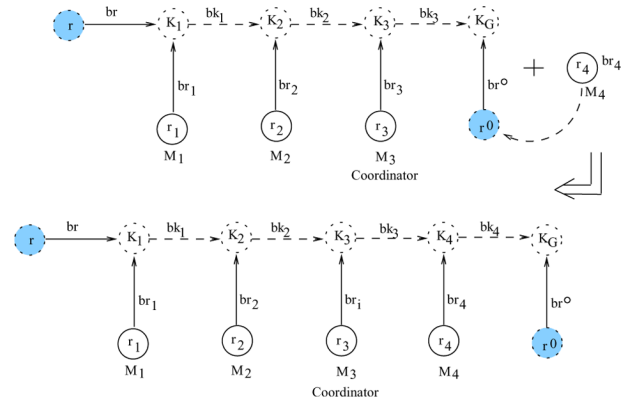 br bk₁ bk₂ bk₃
r K₁ K₂ K₃ K_G
br₁ br₂ br₃ br° + r₄ br₄
M₄
r₁ r₂ r₃ r⁰
M₁ M₂ M₃
Coordinator
br bk₁ bk₂ bk₃ bk₄
r K₁ K₂ K₃ K₄ K_G
br₁ br₂ brᵢ br₄ br°
r₁ r₂ r₃ r₄ r⁰
M₁ M₂ M₃ M₄
Coordinator